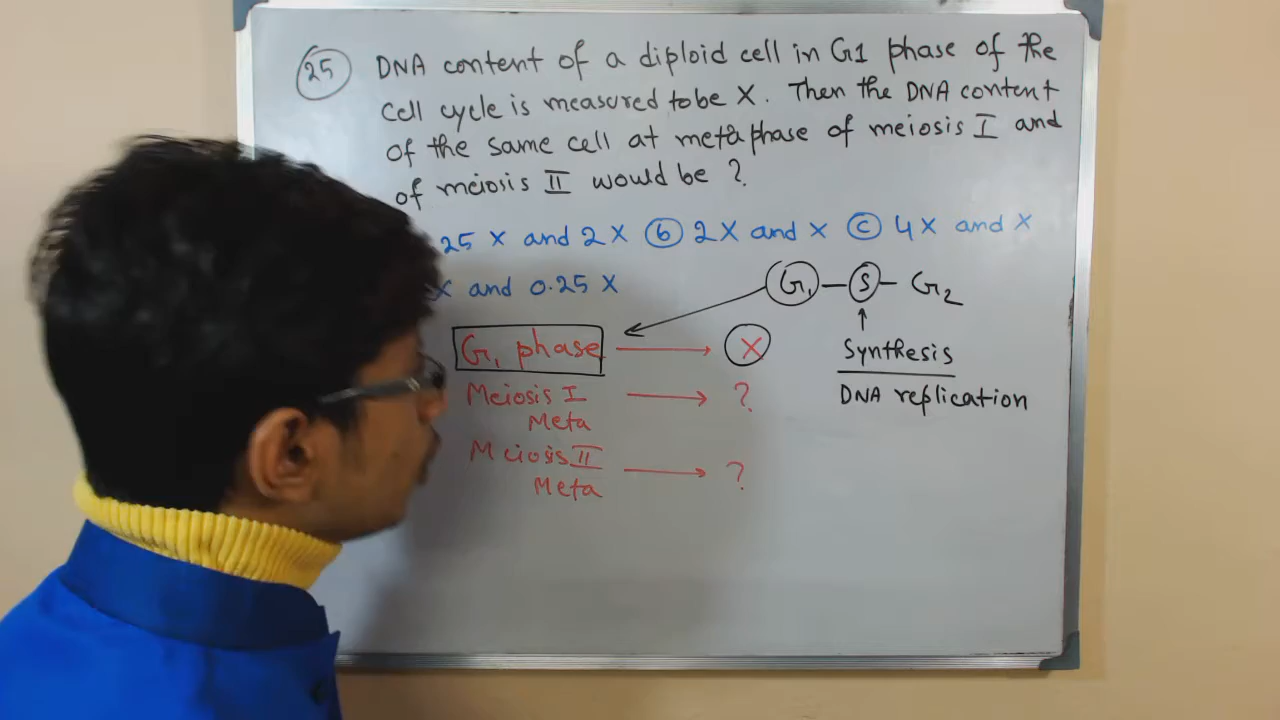 25 DNA content of a diploid cell in G1 phase of the
cell cycle is measured to be X. Then the DNA content
of the same cell at metaphase of meiosis I and
of meiosis II would be ?
25 X and 2X (b) 2X and X (c) 4X and X
X and 0.25 X
G1 – S – G2
G1 phase → X
Synthesis
Meiosis I → ?
DNA replication
Meta
Meiosis II → ?
Meta